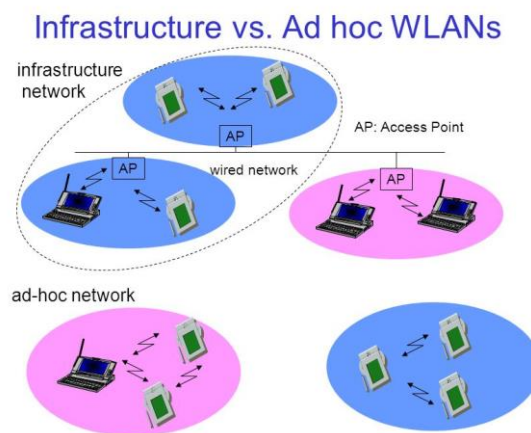 Infrastructure vs. Ad hoc WLANs
infrastructure
network
AP
AP: Access Point
AP
wired network
AP
ad-hoc network